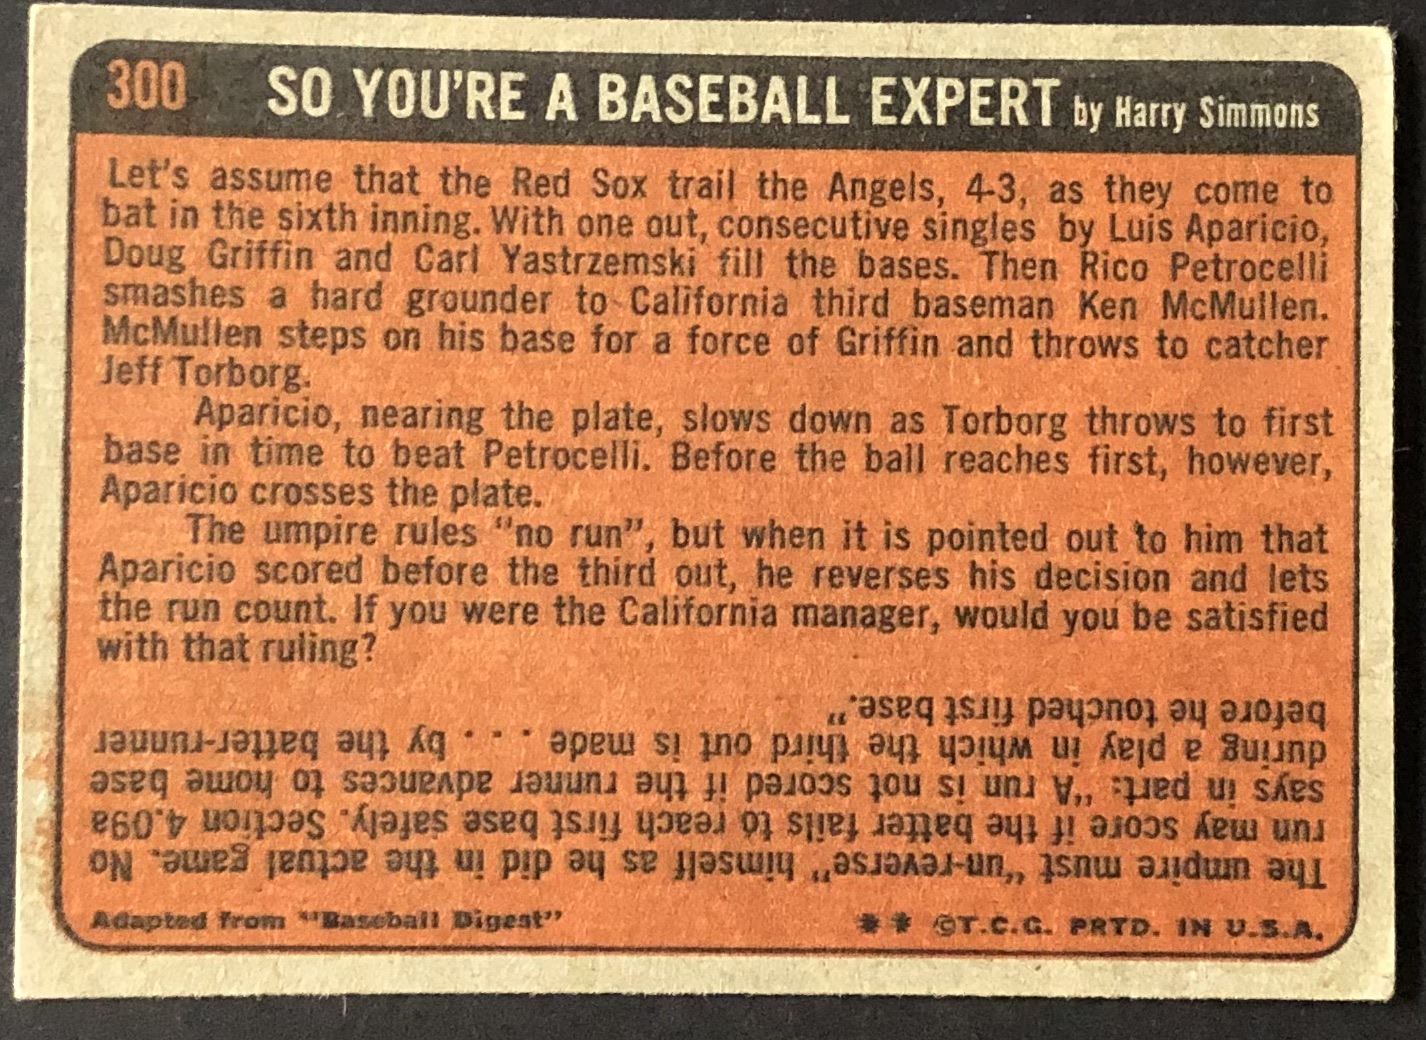 300 SO YOU'RE A BASEBALL EXPERT by Harry Simmons
Let's assume that the Red Sox trail the Angels, 4-3, as they come to
bat in the sixth inning. With one out, consecutive singles by Luis Aparicio,
Doug Griffin and Carl Yastrzemski fill the bases. Then Rico Petrocelli
smashes a hard grounder to California third baseman Ken McMullen.
McMullen steps on his base for a force of Griffin and throws to catcher
Jeff Torborg.
Aparicio, nearing the plate, slows down as Torborg throws to first
base in time to beat Petrocelli. Before the ball reaches first, however,
Aparicio crosses the plate.
The umpire rules "no run", but when it is pointed out to him that
Aparicio scored before the third out, he reverses his decision and lets
the run count. If you were the California manager, would you be satisfied
with that ruling?
The umpire must "un-reverse" himself as he did in the actual game. No
run may score if the batter fails to reach first base safely. Section 4.09a
says in part: "A run is not scored if the runner advances to home base
during a play in which the third out is made . . . by the batter-runner
before he touched first base."
Adapted from "Baseball Digest" ** ©T.C.G. PRTD. IN U.S.A.